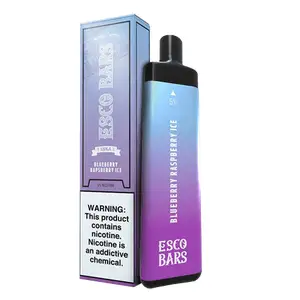 ESCO BARS
MESH
BLUEBERRY
RASPBERRY ICE
WARNING:
This product
contains
nicotine.
Nicotine is
an addictive
chemical.
BLUEBERRY RASPBERRY ICE
ESCO
BARS